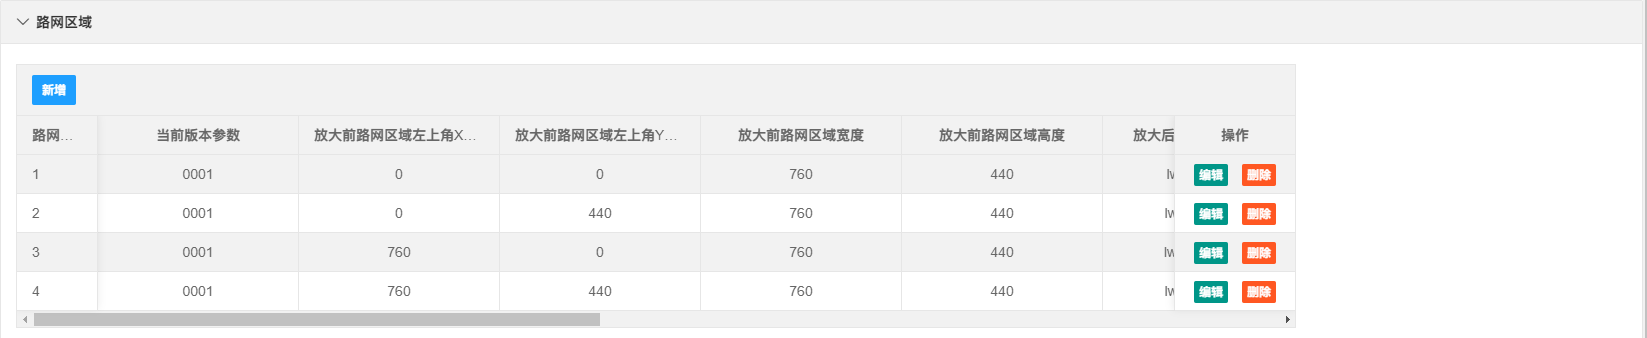 路网区域
新增
路网... 当前版本参数 放大前路网区域左上角X... 放大前路网区域左上角Y... 放大前路网区域宽度 放大前路网区域高度 放大后 操作
1 0001 0 0 760 440 编辑 删除
2 0001 0 440 760 440 编辑 删除
3 0001 760 0 760 440 编辑 删除
4 0001 760 440 760 440 编辑 删除